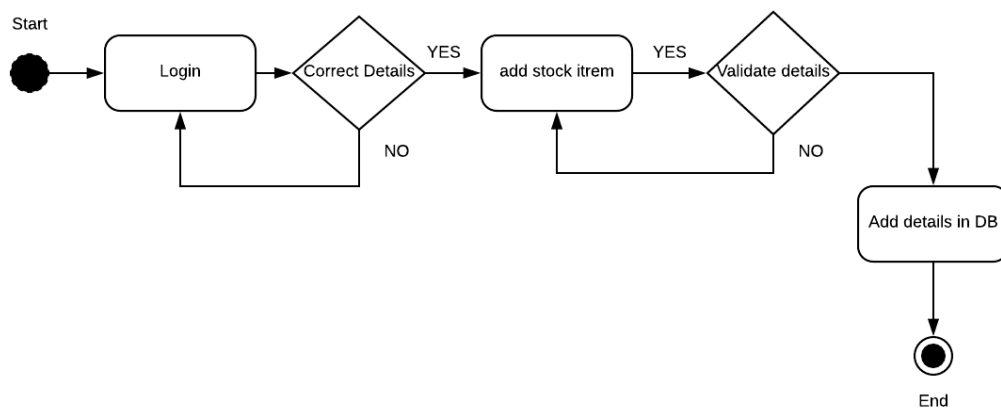 Start
Login
Correct Details
YES
add stock itrem
YES
Validate details
NO
NO
Add details in DB
End